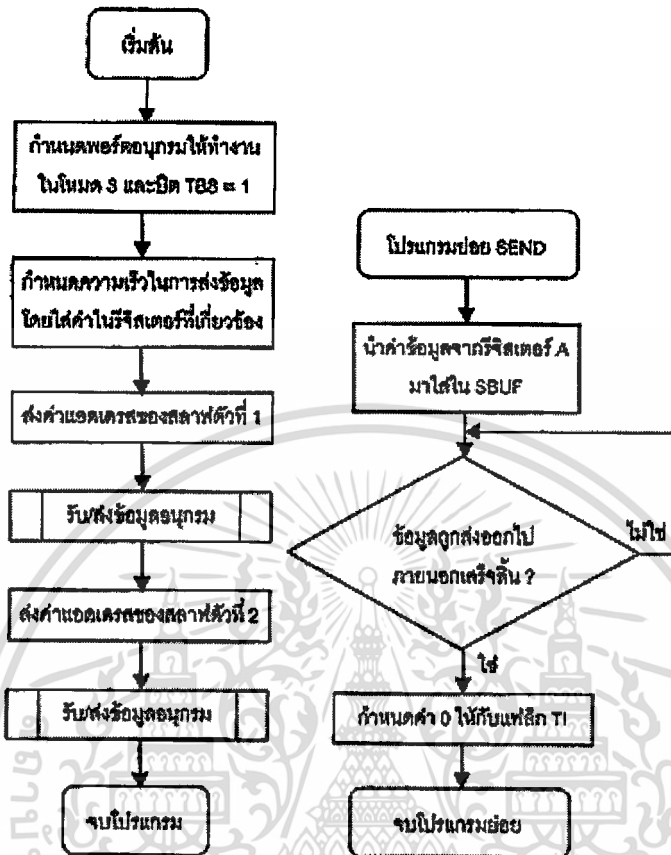 เริ่มต้น
กำหนดพอร์ตอนุกรมให้ทำงาน
ในโหมด 3 และบิต TB8 = 1
กำหนดความเร็วในการส่งข้อมูล
โดยใส่ค่าในรีจิสเตอร์ที่เกี่ยวข้อง
ส่งค่าแอดเดรสของสลาฟตัวที่ 1
รับ/ส่งข้อมูลอนุกรม
ส่งค่าแอดเดรสของสลาฟตัวที่ 2
รับ/ส่งข้อมูลอนุกรม
จบโปรแกรม
โปรแกรมย่อย SEND
นำค่าข้อมูลจากรีจิสเตอร์ A
มาใส่ใน SBUF
ข้อมูลถูกส่งออกไป
ภายนอกเสร็จสิ้น ?
ไม่ใช่
ใช่
กำหนดค่า 0 ให้กับแฟล็ก TI
จบโปรแกรมย่อย